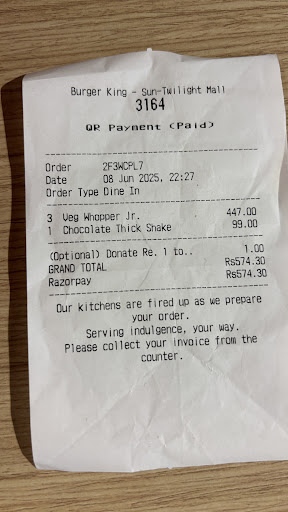 Burger King - Sun-Twilight Mall
3164
QR Payment (Paid)
Order 2F3WCPL7
Date 08 Jun 2025, 22:27
Order Type Dine In
3 Veg Whopper Jr. 447.00
1 Chocolate Thick Shake 99.00
(Optional) Donate Re. 1 to.. 1.00
GRAND TOTAL Rs574.30
Razorpay Rs574.30
Our kitchens are fired up as we prepare
your order.
Serving indulgence, your way.
Please collect your invoice from the
counter.